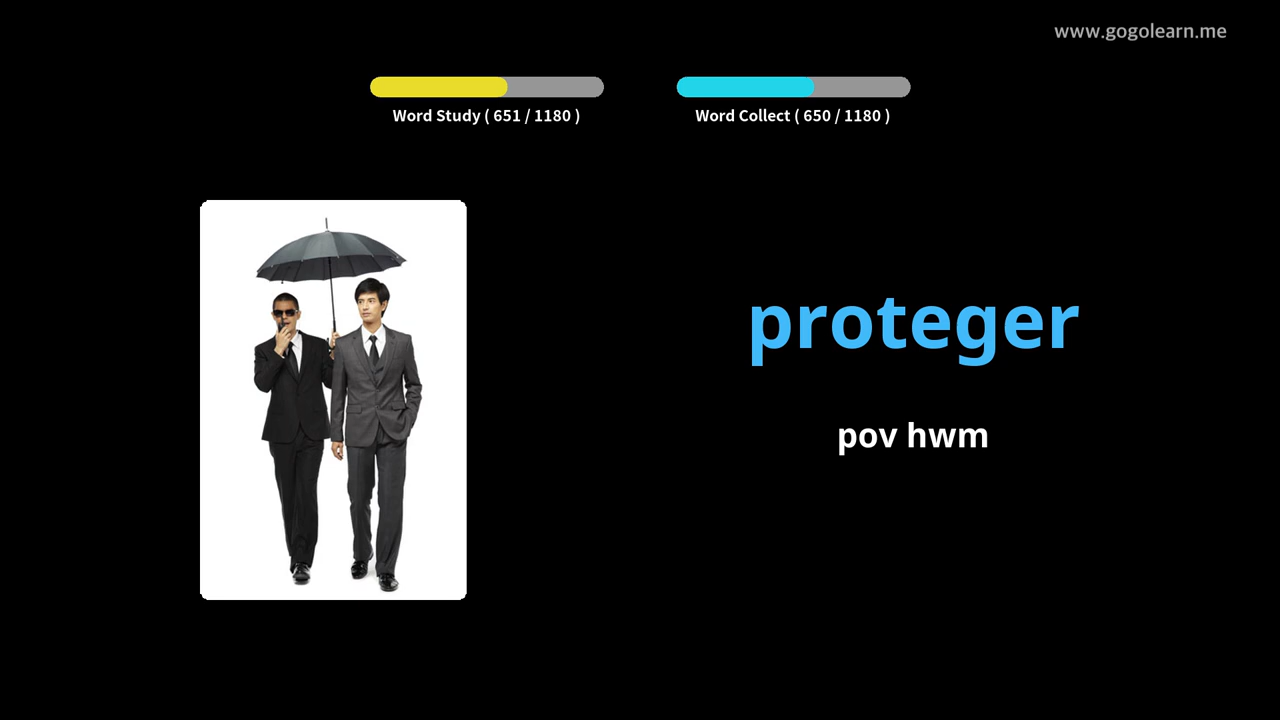 www.gogolearn.me
Word Study ( 651 / 1180 )
Word Collect ( 650 / 1180 )
proteger
pov hwm